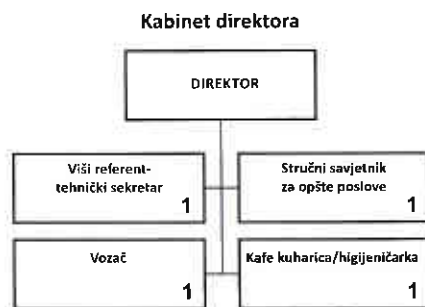 Kabinet direktora
DIREKTOR
Viši referent-
tehnički sekretar
1
Stručni savjetnik
za opšte poslove
1
Vozač
1
Kafe kuharica/higijeničarka
1